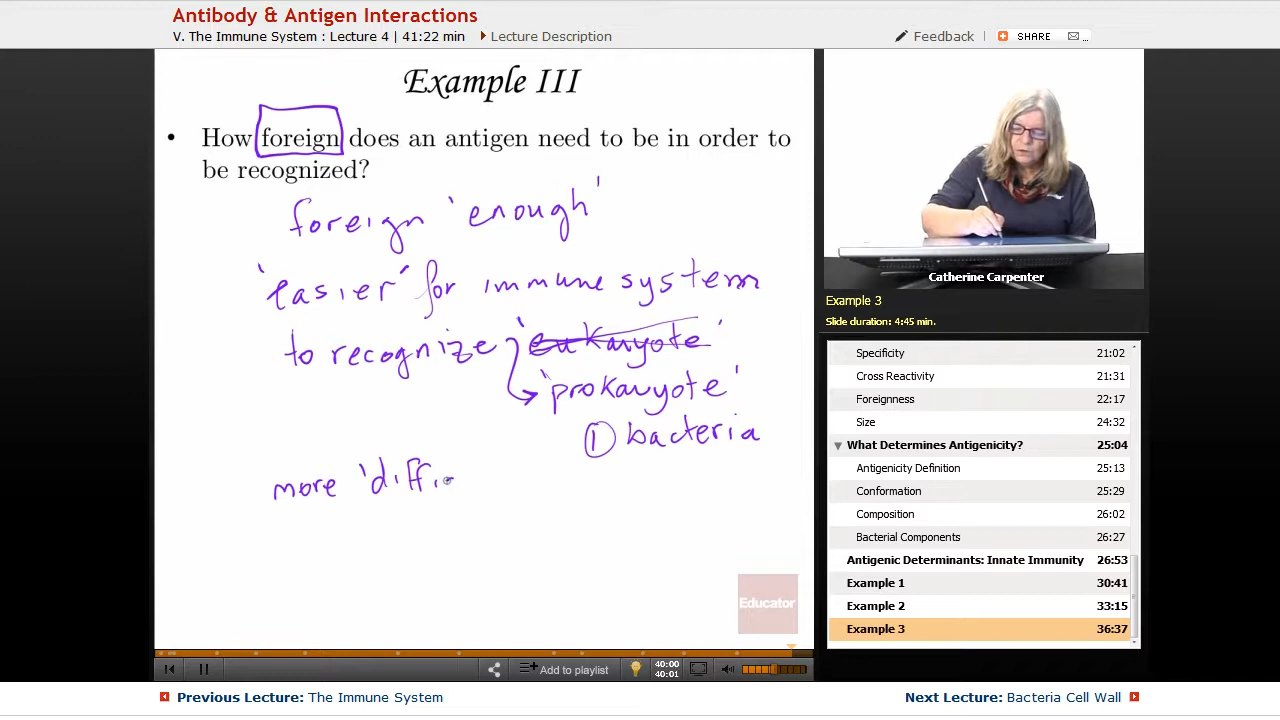 Antibody & Antigen Interactions
V. The Immune System : Lecture 4 | 41:22 min
Lecture Description
Feedback
SHARE
Example III
• How foreign does an antigen need to be in order to
be recognized?
foreign 'enough'
'easier' for immune system
to recognize 'eukaryote'
'prokaryote'
① bacteria
more 'diffi
Educator
Catherine Carpenter
Example 3
Slide duration: 4:45 min.
Specificity 21:02
Cross Reactivity 21:31
Foreignness 22:17
Size 24:32
What Determines Antigenicity? 25:04
Antigenicity Definition 25:13
Conformation 25:29
Composition 26:02
Bacterial Components 26:27
Antigenic Determinants: Innate Immunity 26:53
Example 1 30:41
Example 2 33:15
Example 3 36:37
Add to playlist
40:00
40:01
Previous Lecture: The Immune System
Next Lecture: Bacteria Cell Wall